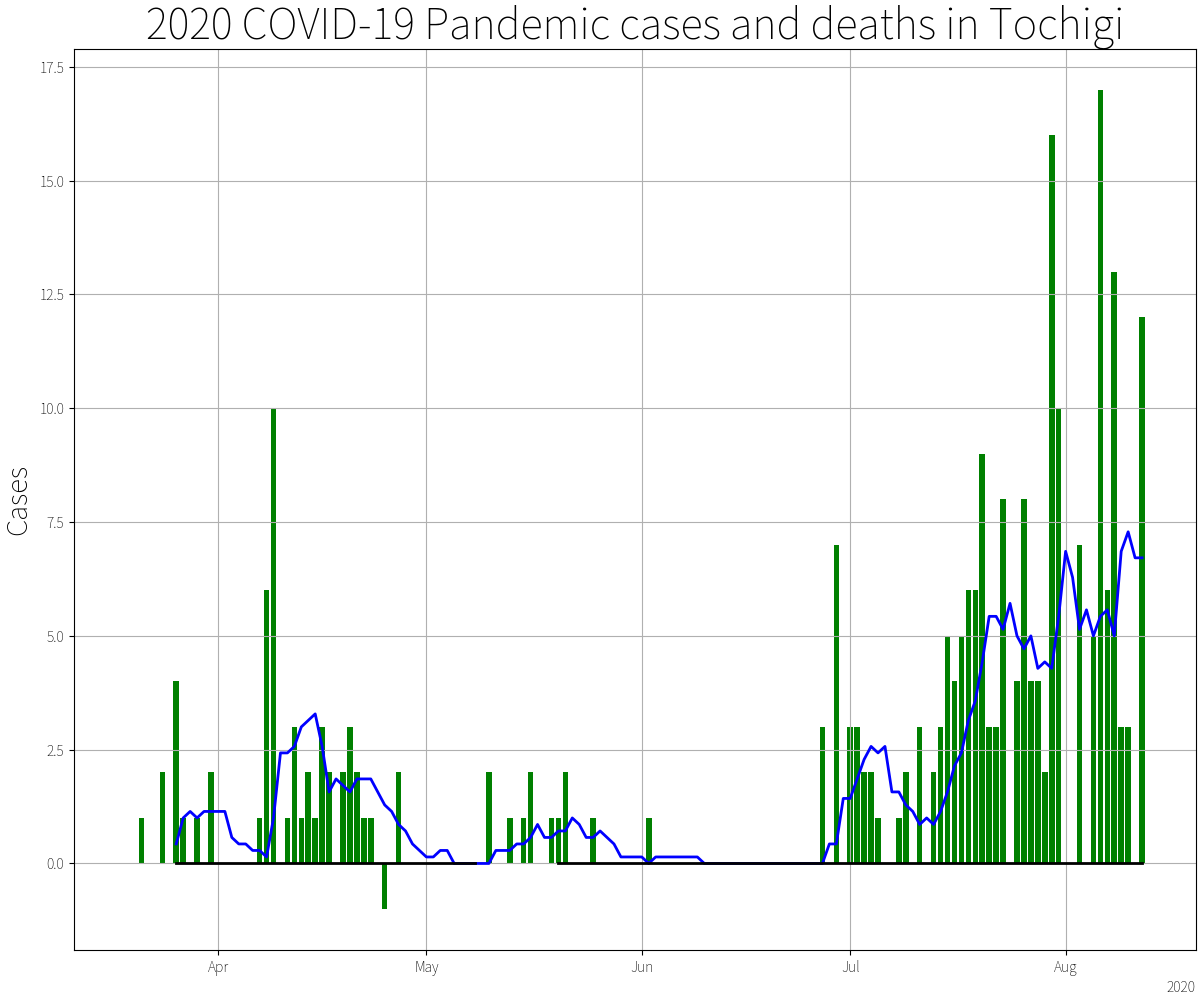 2020 COVID-19 Pandemic cases and deaths in Tochigi
17.5
15.0
12.5
10.0
7.5
5.0
2.5
0.0
Cases
Apr
May
Jun
Jul
Aug
2020